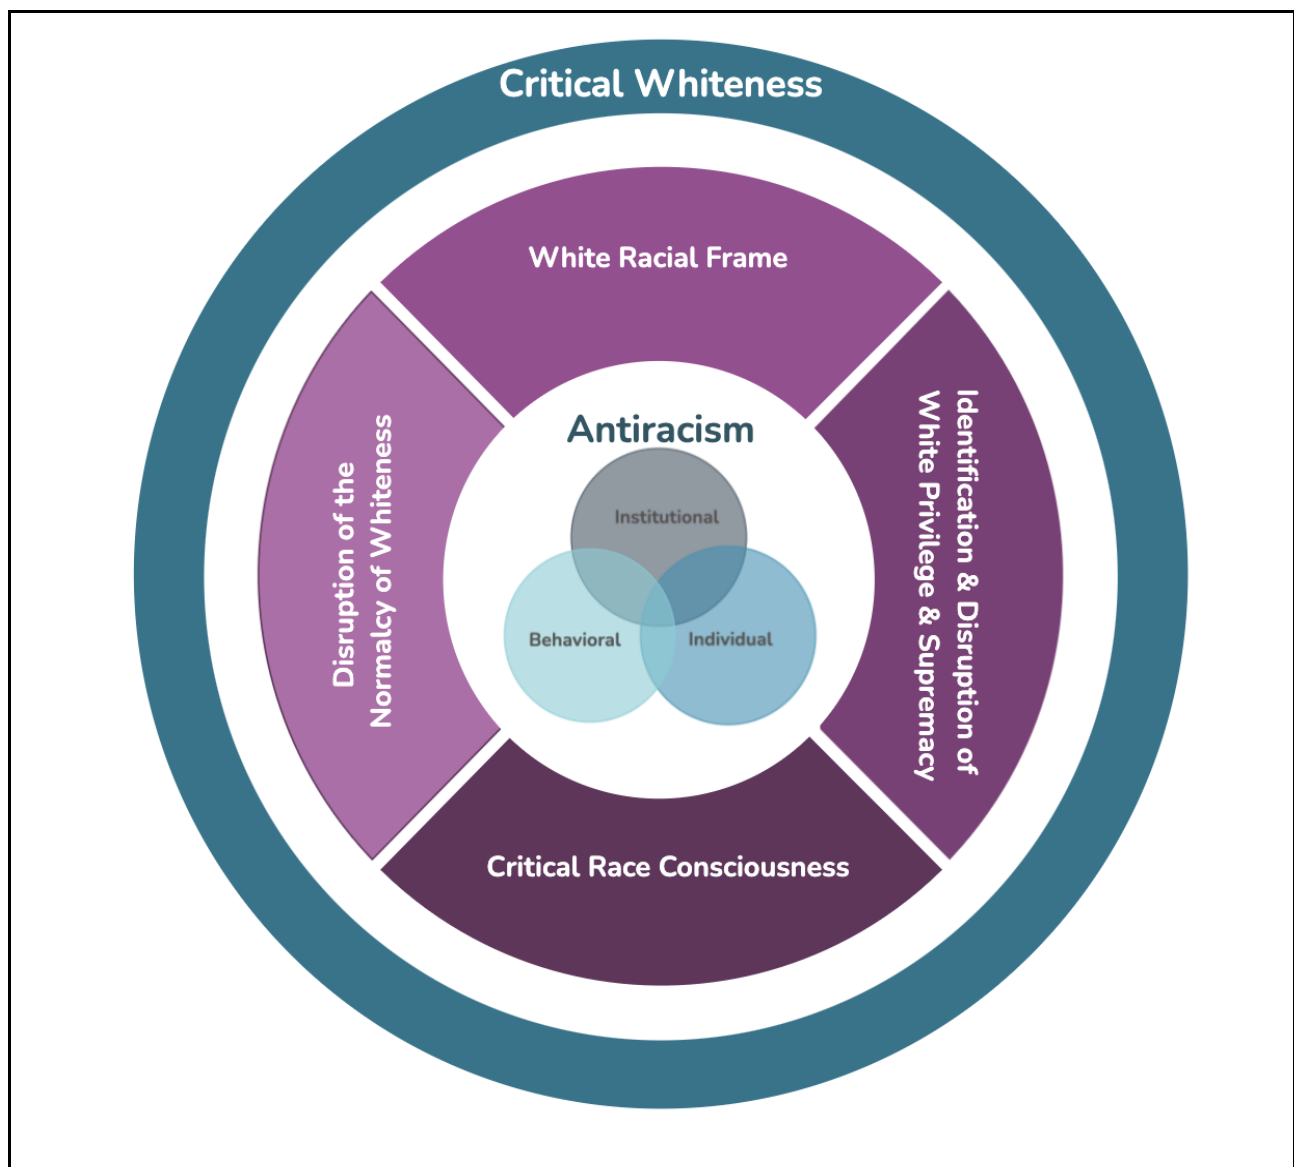 Critical Whiteness
White Racial Frame
Identification & Disruption of
White Privilege & Supremacy
Antiracism
Institutional
Behavioral
Individual
Disruption of the
Normalcy of Whiteness
Critical Race Consciousness